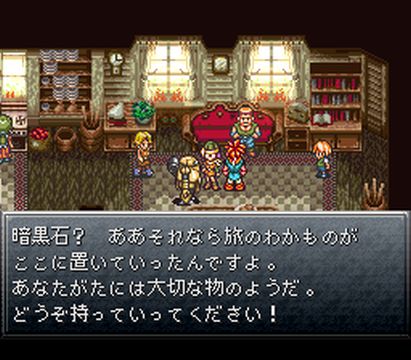 暗黒石？　ああそれなら旅のわかものが
ここに置いていったんですよ。
あなたがたには大切な物のようだ。
どうぞ持っていってください！